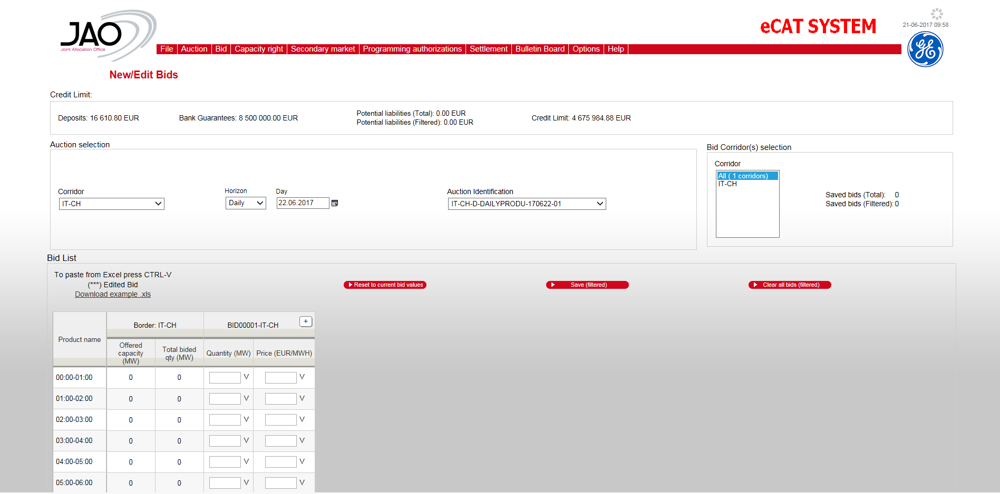 JAO
Joint Allocation Office
eCAT SYSTEM
21-06-2017 09:58
GE
File Auction Bid Capacity right Secondary market Programming authorizations Settlement Bulletin Board Options Help
New/Edit Bids
Credit Limit:
Deposits: 16 610.80 EUR
Bank Guarantees: 8 500 000.00 EUR
Potential liabilities (Total): 0.00 EUR
Potential liabilities (Filtered): 0.00 EUR
Credit Limit: 4 675 984.88 EUR
Auction selection
Corridor
IT-CH
Horizon
Daily
Day
22.06.2017
Auction Identification
IT-CH-D-DAILYPRODU-170622-01
Bid Corridor(s) selection
Corridor
All ( 1 corridors)
IT-CH
Saved bids (Total): 0
Saved bids (Filtered): 0
Bid List
To paste from Excel press CTRL-V
(***) Edited Bid
Download example .xls
Reset to current bid values
Save (filtered)
Clear all bids (filtered)
Product name
Border: IT-CH
BID00001-IT-CH +
Offered
capacity
(MW)
Total bided
qty (MW)
Quantity (MW)
Price (EUR/MWH)
00:00-01:00 0 0 V V
01:00-02:00 0 0 V V
02:00-03:00 0 0 V V
03:00-04:00 0 0 V V
04:00-05:00 0 0 V V
05:00-06:00 0 0 V V